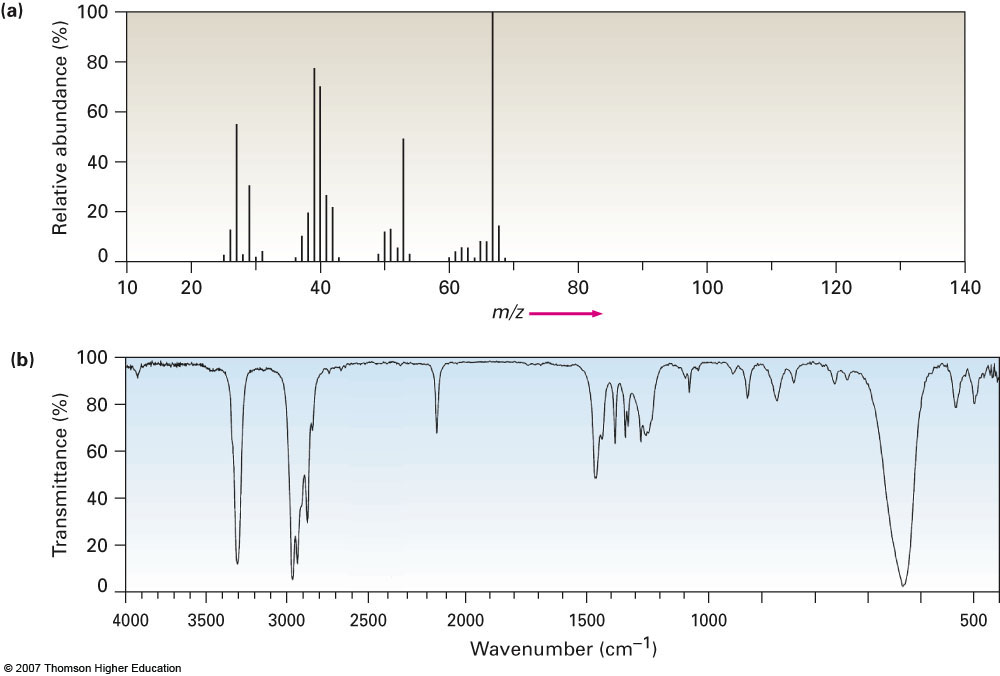 (a)
Relative abundance (%)
100
80
60
40
20
0
10 20 40 60 80 100 120 140
m/z
(b)
Transmittance (%)
100
80
60
40
20
0
4000 3500 3000 2500 2000 1500 1000 500
Wavenumber (cm⁻¹)
© 2007 Thomson Higher Education